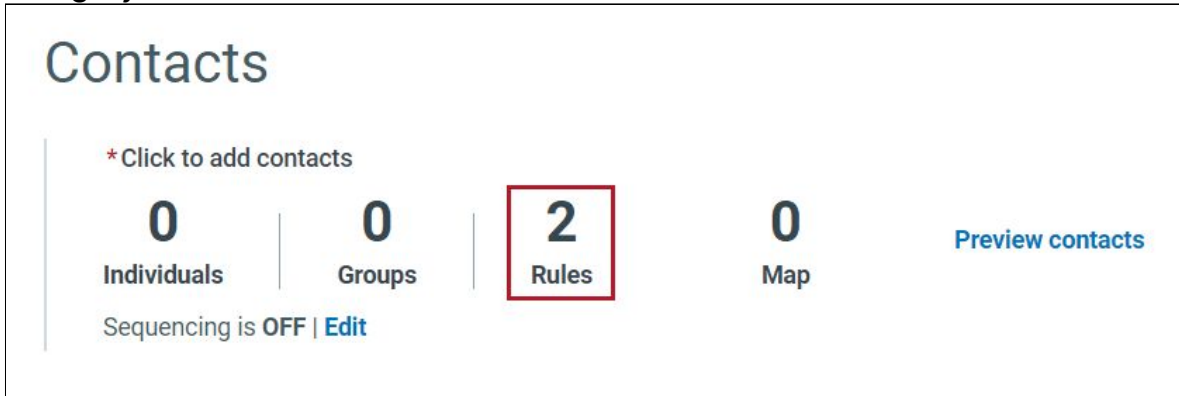 Contacts
*Click to add contacts
0 0 2 0
Preview contacts
Individuals Groups Rules Map
Sequencing is OFF | Edit